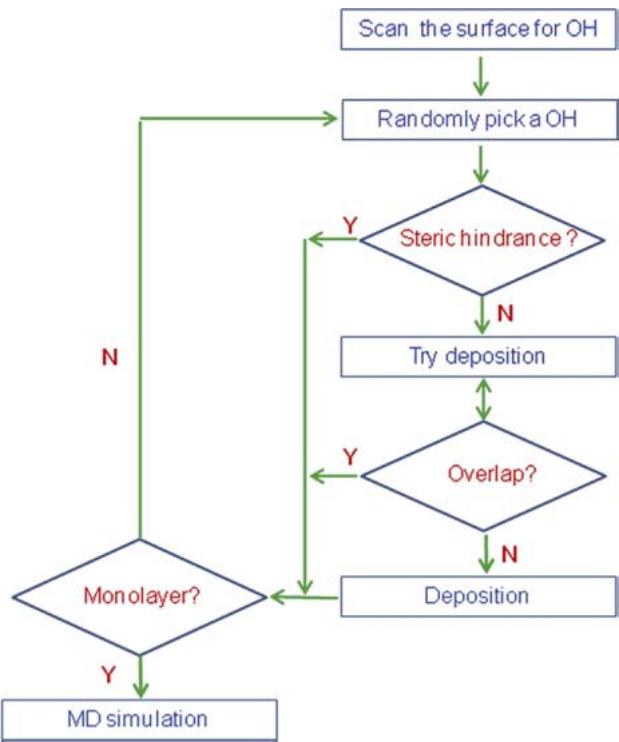 Scan the surface for OH
Randomly pick a OH
Steric hindrance ?
Y
N
Try deposition
N
Overlap?
Y
N
Deposition
Monolayer?
Y
MD simulation